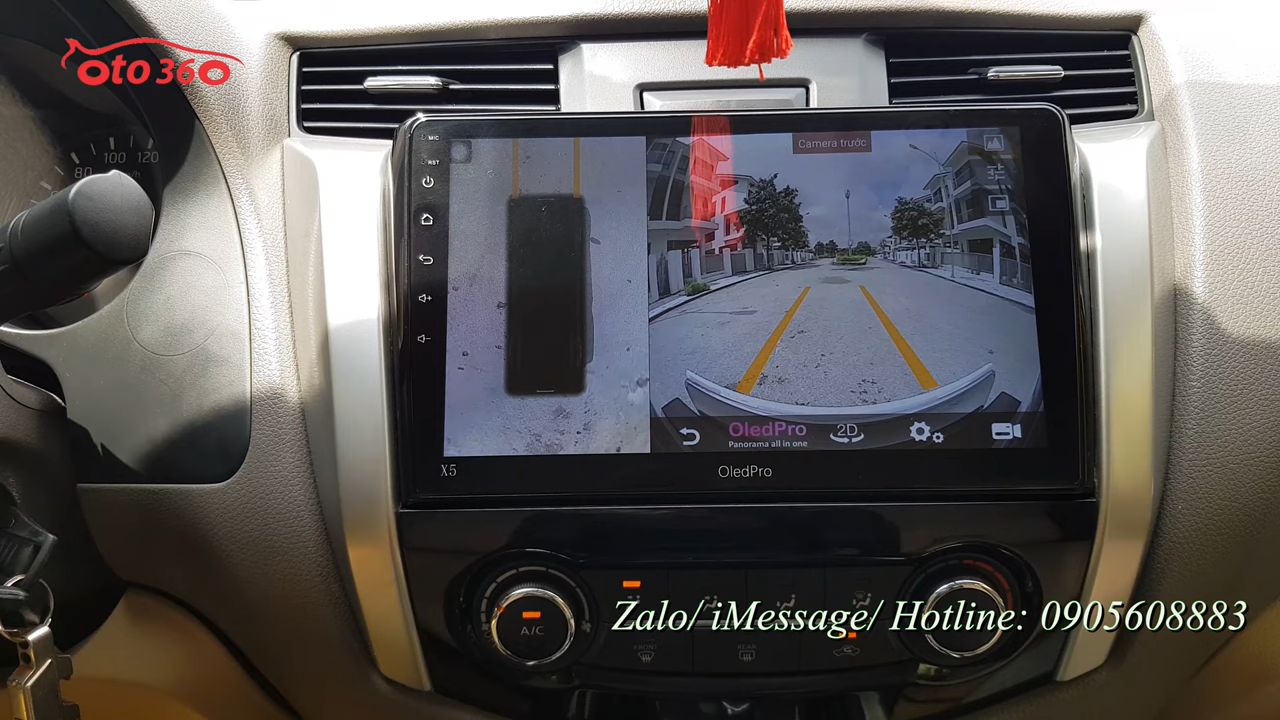 oto360
80 100 120
km/h
MIC
RST
Camera trước
2D
OledPro
Panorama all in one
X5
OledPro
A/C
FRONT
REAR
Zalo/ iMessage/ Hotline: 0905608883